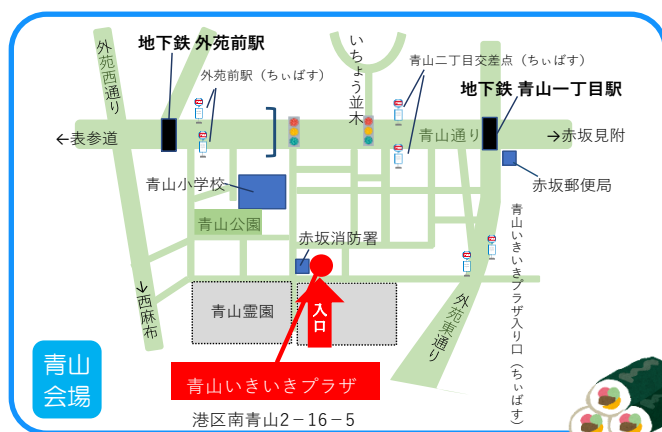 外苑西通り
地下鉄 外苑前駅
外苑前駅（ちぃばす）
いちょう並木
青山二丁目交差点（ちぃばす）
地下鉄 青山一丁目駅
←表参道
青山通り
→赤坂見附
青山小学校
赤坂郵便局
青山公園
赤坂消防署
青山いきいきプラザ入り口（ちぃばす）
←西麻布
青山霊園
入口
外苑東通り
青山
会場
青山いきいきプラザ
港区南青山2－16－5